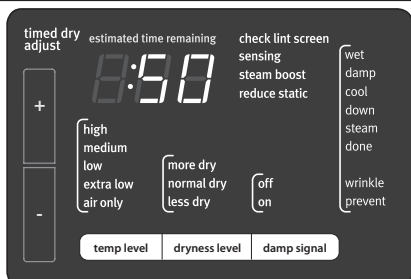 timed dry
adjust
estimated time remaining
:50
check lint screen
sensing
steam boost
reduce static
wet
damp
cool
down
steam
done
wrinkle
prevent
+
-
high
medium
low
extra low
air only
more dry
normal dry
less dry
off
on
temp level
dryness level
damp signal